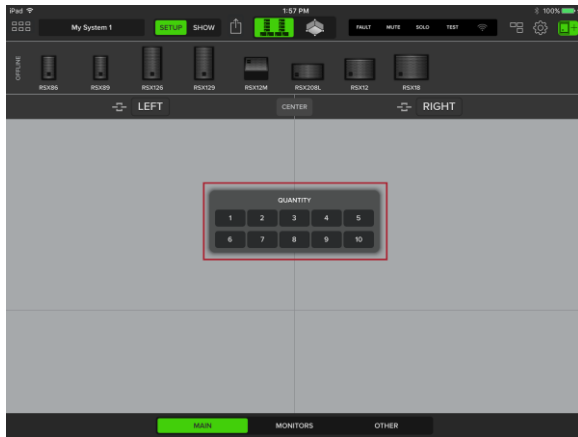 iPad 1:57 PM 100%
My System 1 SETUP SHOW FAULT MUTE SOLO TEST
OFFLINE
RSX86 RSX89 RSX126 RSX129 RSX12M RSX208L RSX12 RSX18
LEFT CENTER RIGHT
QUANTITY
1 2 3 4 5
6 7 8 9 10
MAIN MONITORS OTHER